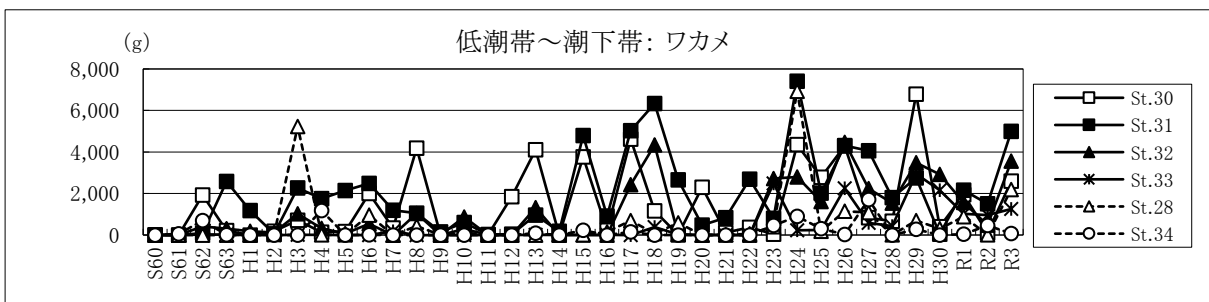 低潮帯～潮下帯: ワカメ
(g)
8,000
6,000
4,000
2,000
0
S60 S61 S62 S63 H1 H2 H3 H4 H5 H6 H7 H8 H9 H10 H11 H12 H13 H14 H15 H16 H17 H18 H19 H20 H21 H22 H23 H24 H25 H26 H27 H28 H29 H30 R1 R2 R3
St.30
St.31
St.32
St.33
St.28
St.34